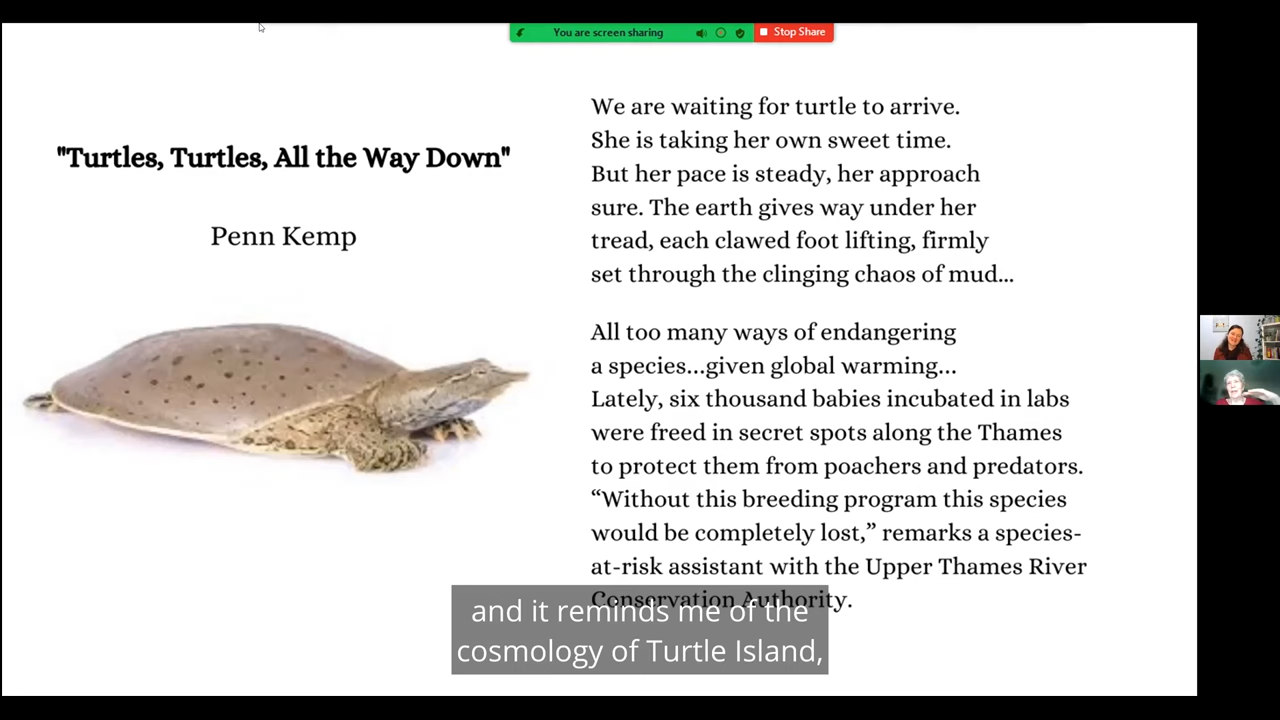 You are screen sharing
Stop Share
"Turtles, Turtles, All the Way Down"
Penn Kemp
We are waiting for turtle to arrive.
She is taking her own sweet time.
But her pace is steady, her approach
sure. The earth gives way under her
tread, each clawed foot lifting, firmly
set through the clinging chaos of mud...
All too many ways of endangering
a species...given global warming...
Lately, six thousand babies incubated in labs
were freed in secret spots along the Thames
to protect them from poachers and predators.
“Without this breeding program this species
would be completely lost,” remarks a species-
at-risk assistant with the Upper Thames River
Conservation Authority.
and it reminds me of the
cosmology of Turtle Island,